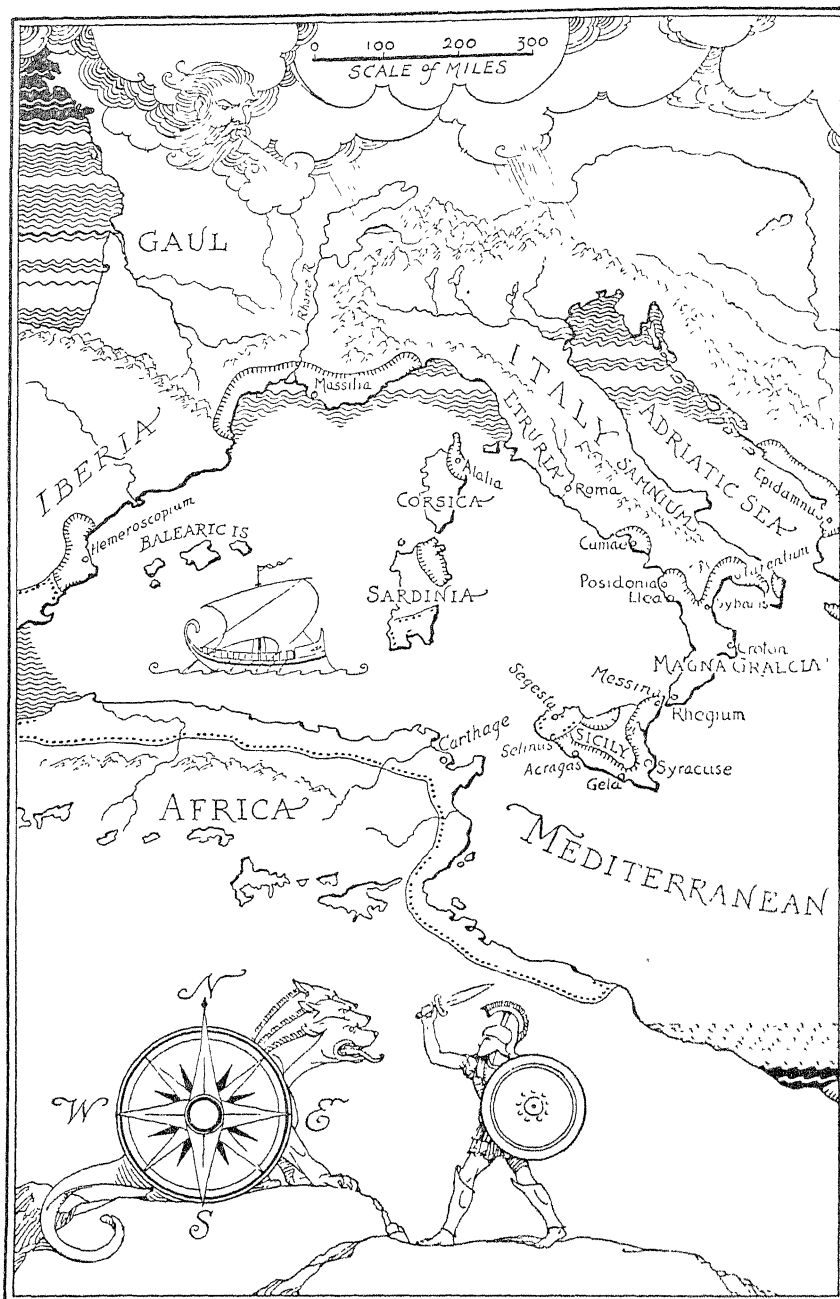 0 100 200 300
SCALE of MILES
GAUL
Rhone R.
Massilia
ITALY
ETRURIA
ADRIATIC SEA
IBERIA
Alalia
SAMNIUM
Epidamnus
CORSICA
Roma
Hemeroscopium
BALEARIC IS
Cumae
Tarentum
Posidonia
SARDINIA
Elea
Sybaris
Croton
MAGNA GRAECIA
Messina
Segesta
Rhegium
Carthage
Selinus
SICILY
Acragas
Syracuse
Gela
AFRICA
MEDITERRANEAN
N
W
E
S